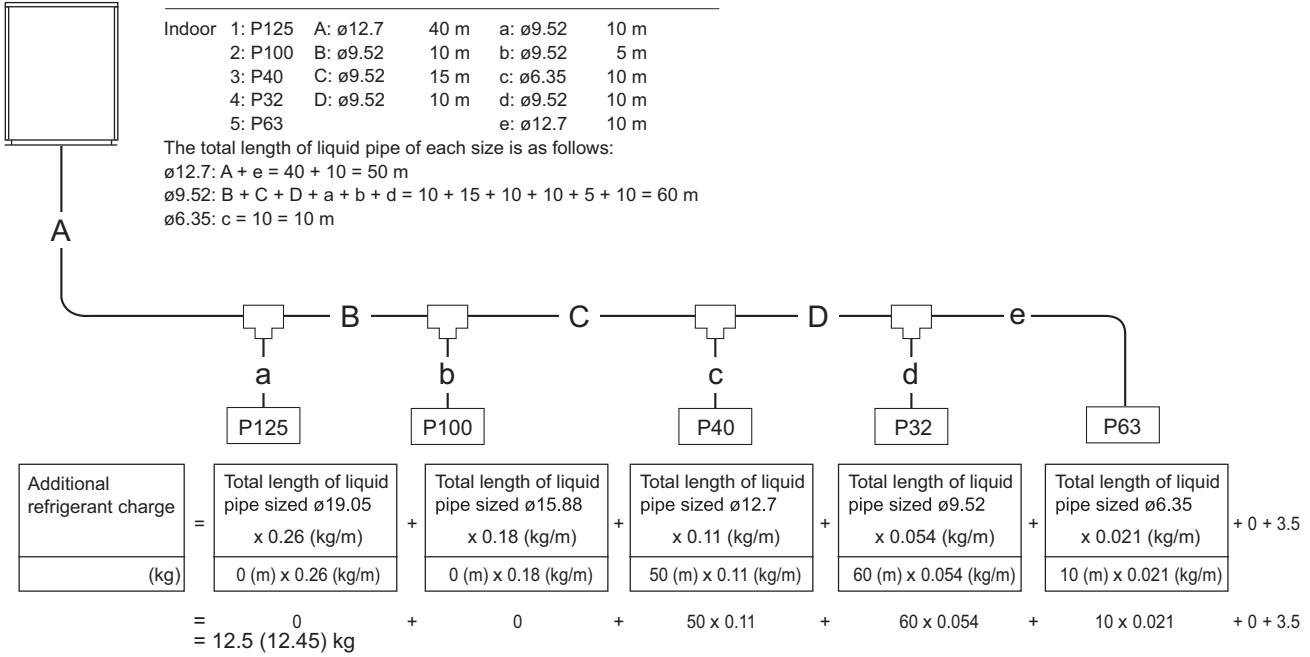 Indoor 1: P125 A: ø12.7 40 m a: ø9.52 10 m
2: P100 B: ø9.52 10 m b: ø9.52 5 m
3: P40 C: ø9.52 15 m c: ø6.35 10 m
4: P32 D: ø9.52 10 m d: ø9.52 10 m
5: P63 e: ø12.7 10 m
The total length of liquid pipe of each size is as follows:
ø12.7: A + e = 40 + 10 = 50 m
ø9.52: B + C + D + a + b + d = 10 + 15 + 10 + 10 + 5 + 10 = 60 m
ø6.35: c = 10 = 10 m
A
B C D e
a b c d
P125 P100 P40 P32 P63
Additional
refrigerant charge
(kg)
=
Total length of liquid
pipe sized ø19.05
x 0.26 (kg/m)
0 (m) x 0.26 (kg/m)
+
Total length of liquid
pipe sized ø15.88
x 0.18 (kg/m)
0 (m) x 0.18 (kg/m)
+
Total length of liquid
pipe sized ø12.7
x 0.11 (kg/m)
50 (m) x 0.11 (kg/m)
+
Total length of liquid
pipe sized ø9.52
x 0.054 (kg/m)
60 (m) x 0.054 (kg/m)
+
Total length of liquid
pipe sized ø6.35
x 0.021 (kg/m)
10 (m) x 0.021 (kg/m)
+ 0 + 3.5
= 0 + 0 + 50 x 0.11 + 60 x 0.054 + 10 x 0.021 + 0 + 3.5
= 12.5 (12.45) kg